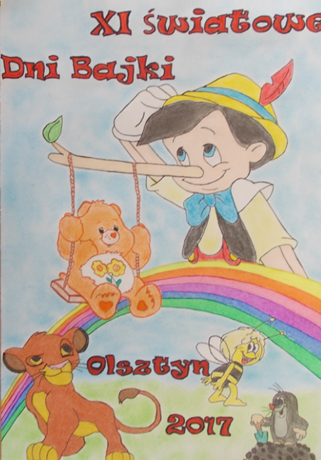 XI Światowe
Dni Bajki
Olsztyn
2017